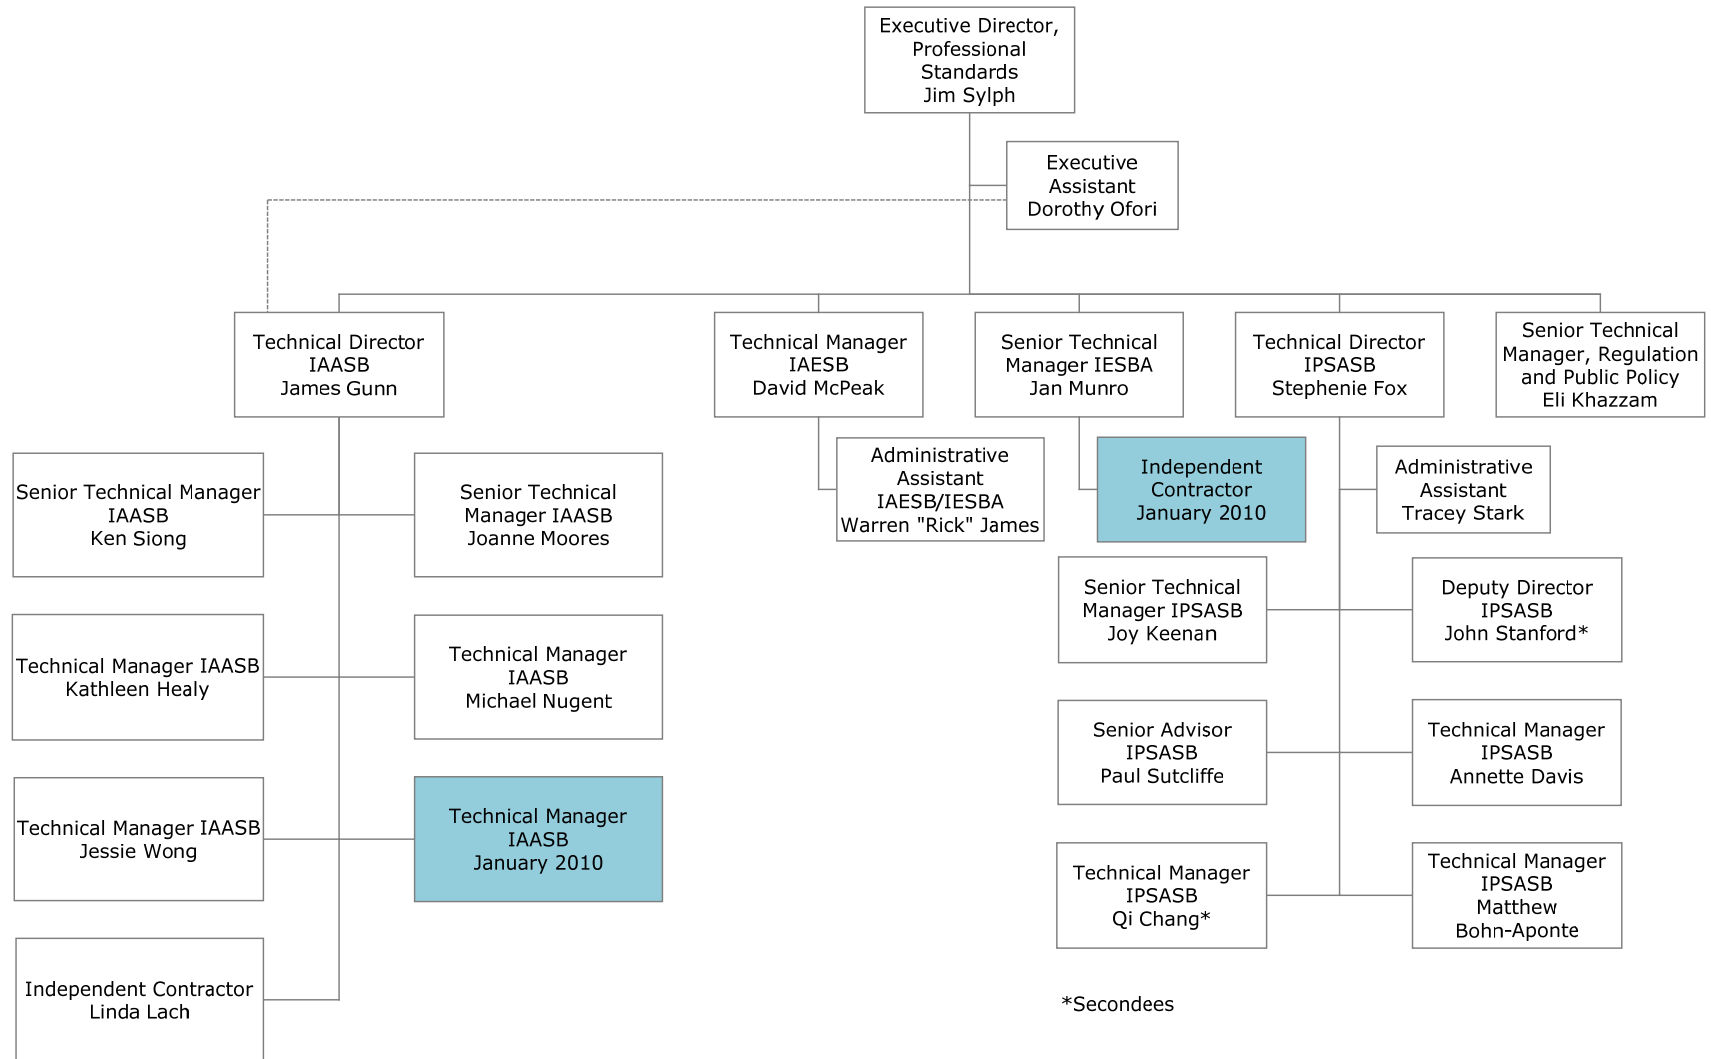 Executive Director,
Professional
Standards
Jim Sylph
Executive
Assistant
Dorothy Ofori
Technical Director
IAASB
James Gunn
Technical Manager
IAESB
David McPeak
Senior Technical
Manager IESBA
Jan Munro
Technical Director
IPSASB
Stephenie Fox
Senior Technical
Manager, Regulation
and Public Policy
Eli Khazzam
Senior Technical Manager
IAASB
Ken Siong
Senior Technical
Manager IAASB
Joanne Moores
Administrative
Assistant
IAESB/IESBA
Warren "Rick" James
Independent
Contractor
January 2010
Administrative
Assistant
Tracey Stark
Senior Technical
Manager IPSASB
Joy Keenan
Deputy Director
IPSASB
John Stanford*
Technical Manager IAASB
Kathleen Healy
Technical Manager
IAASB
Michael Nugent
Senior Advisor
IPSASB
Paul Sutcliffe
Technical Manager
IPSASB
Annette Davis
Technical Manager IAASB
Jessie Wong
Technical Manager
IAASB
January 2010
Technical Manager
IPSASB
Qi Chang*
Technical Manager
IPSASB
Matthew
Bohn-Aponte
Independent Contractor
Linda Lach
*Secondees